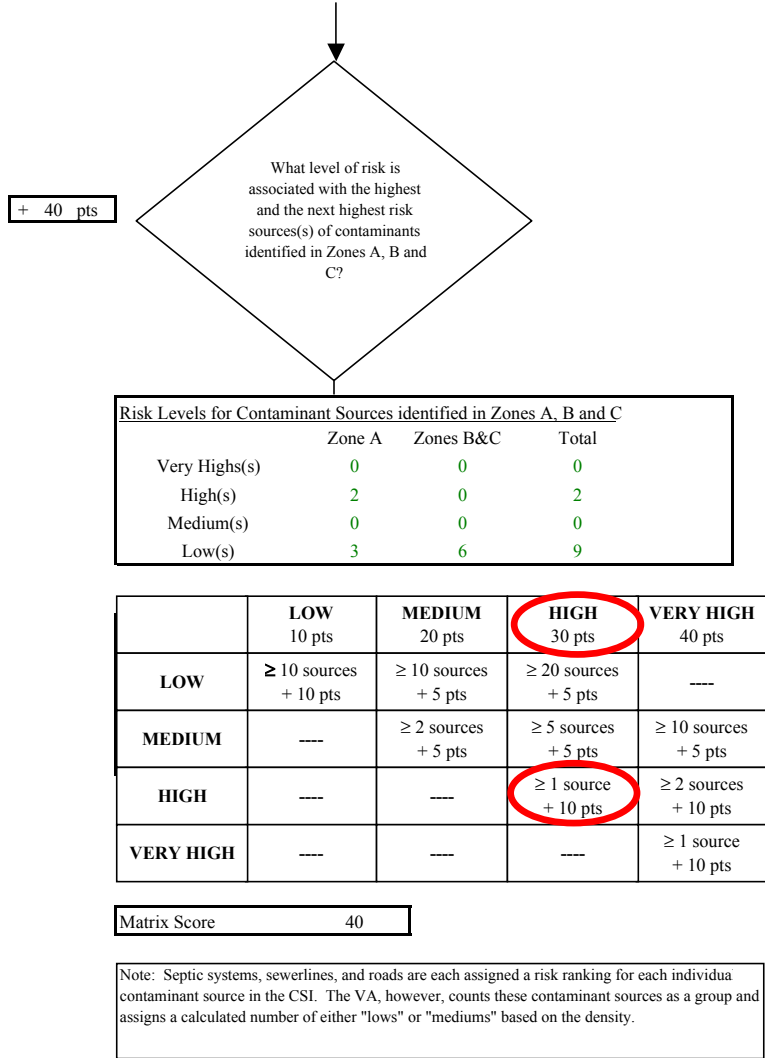 What level of risk is
associated with the highest
and the next highest risk
sources(s) of contaminants
identified in Zones A, B and
C?
+ 40 pts
Risk Levels for Contaminant Sources identified in Zones A, B and C
Zone A Zones B&C Total
Very Highs(s) 0 0 0
High(s) 2 0 2
Medium(s) 0 0 0
Low(s) 3 6 9
LOW MEDIUM HIGH VERY HIGH
10 pts 20 pts 30 pts 40 pts
LOW ≥ 10 sources ≥ 10 sources ≥ 20 sources ----
+ 10 pts + 5 pts + 5 pts
MEDIUM ---- ≥ 2 sources ≥ 5 sources ≥ 10 sources
+ 5 pts + 5 pts + 5 pts
HIGH ---- ---- ≥ 1 source ≥ 2 sources
+ 10 pts + 10 pts
VERY HIGH ---- ---- ---- ≥ 1 source
+ 10 pts
Matrix Score 40
Note: Septic systems, sewerlines, and roads are each assigned a risk ranking for each individua
contaminant source in the CSI. The VA, however, counts these contaminant sources as a group and
assigns a calculated number of either "lows" or "mediums" based on the density.